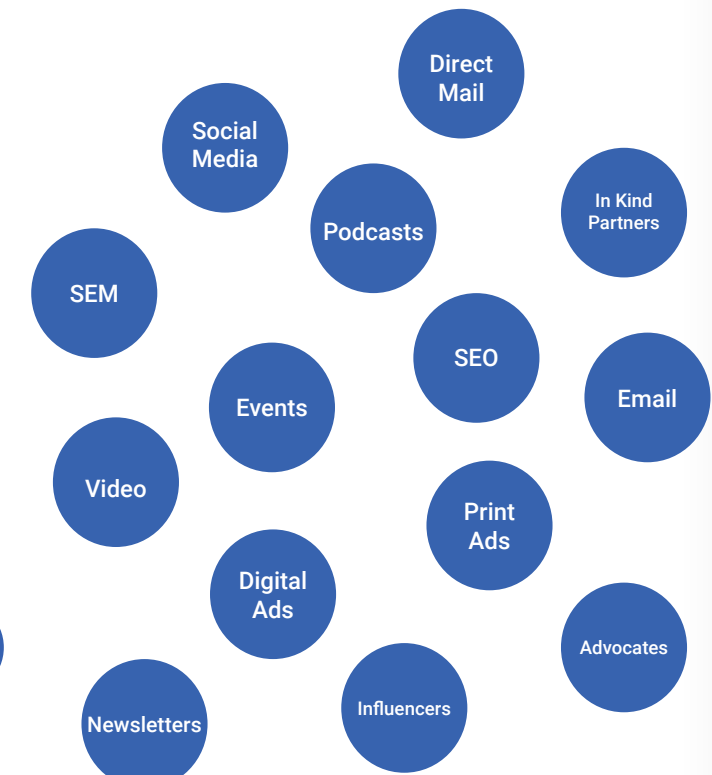 Direct
Mail
Social
Media
In Kind
Partners
Podcasts
SEM
SEO
Email
Events
Video
Print
Ads
Digital
Ads
Advocates
Influencers
Newsletters